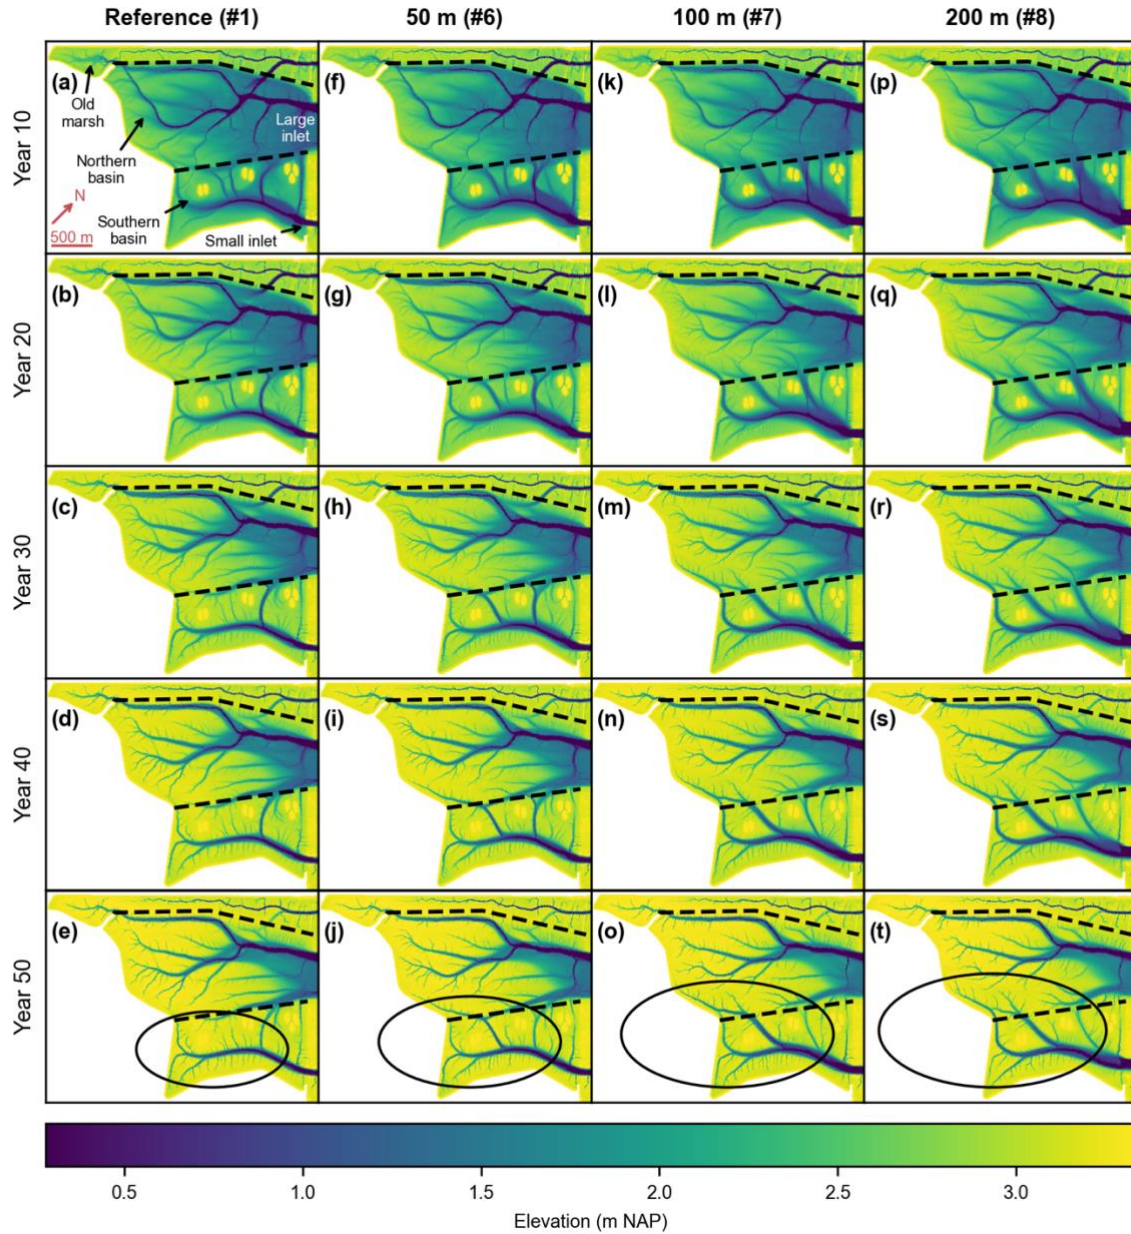 Reference (#1)
50 m (#6)
100 m (#7)
200 m (#8)
Year 10
(a)
Old
marsh
Northern
basin
Large
inlet
N
500 m
Southern
basin
Small inlet
(f)
(k)
(p)
Year 20
(b)
(g)
(l)
(q)
Year 30
(c)
(h)
(m)
(r)
Year 40
(d)
(i)
(n)
(s)
Year 50
(e)
(j)
(o)
(t)
0.5
1.0
1.5
2.0
2.5
3.0
Elevation (m NAP)